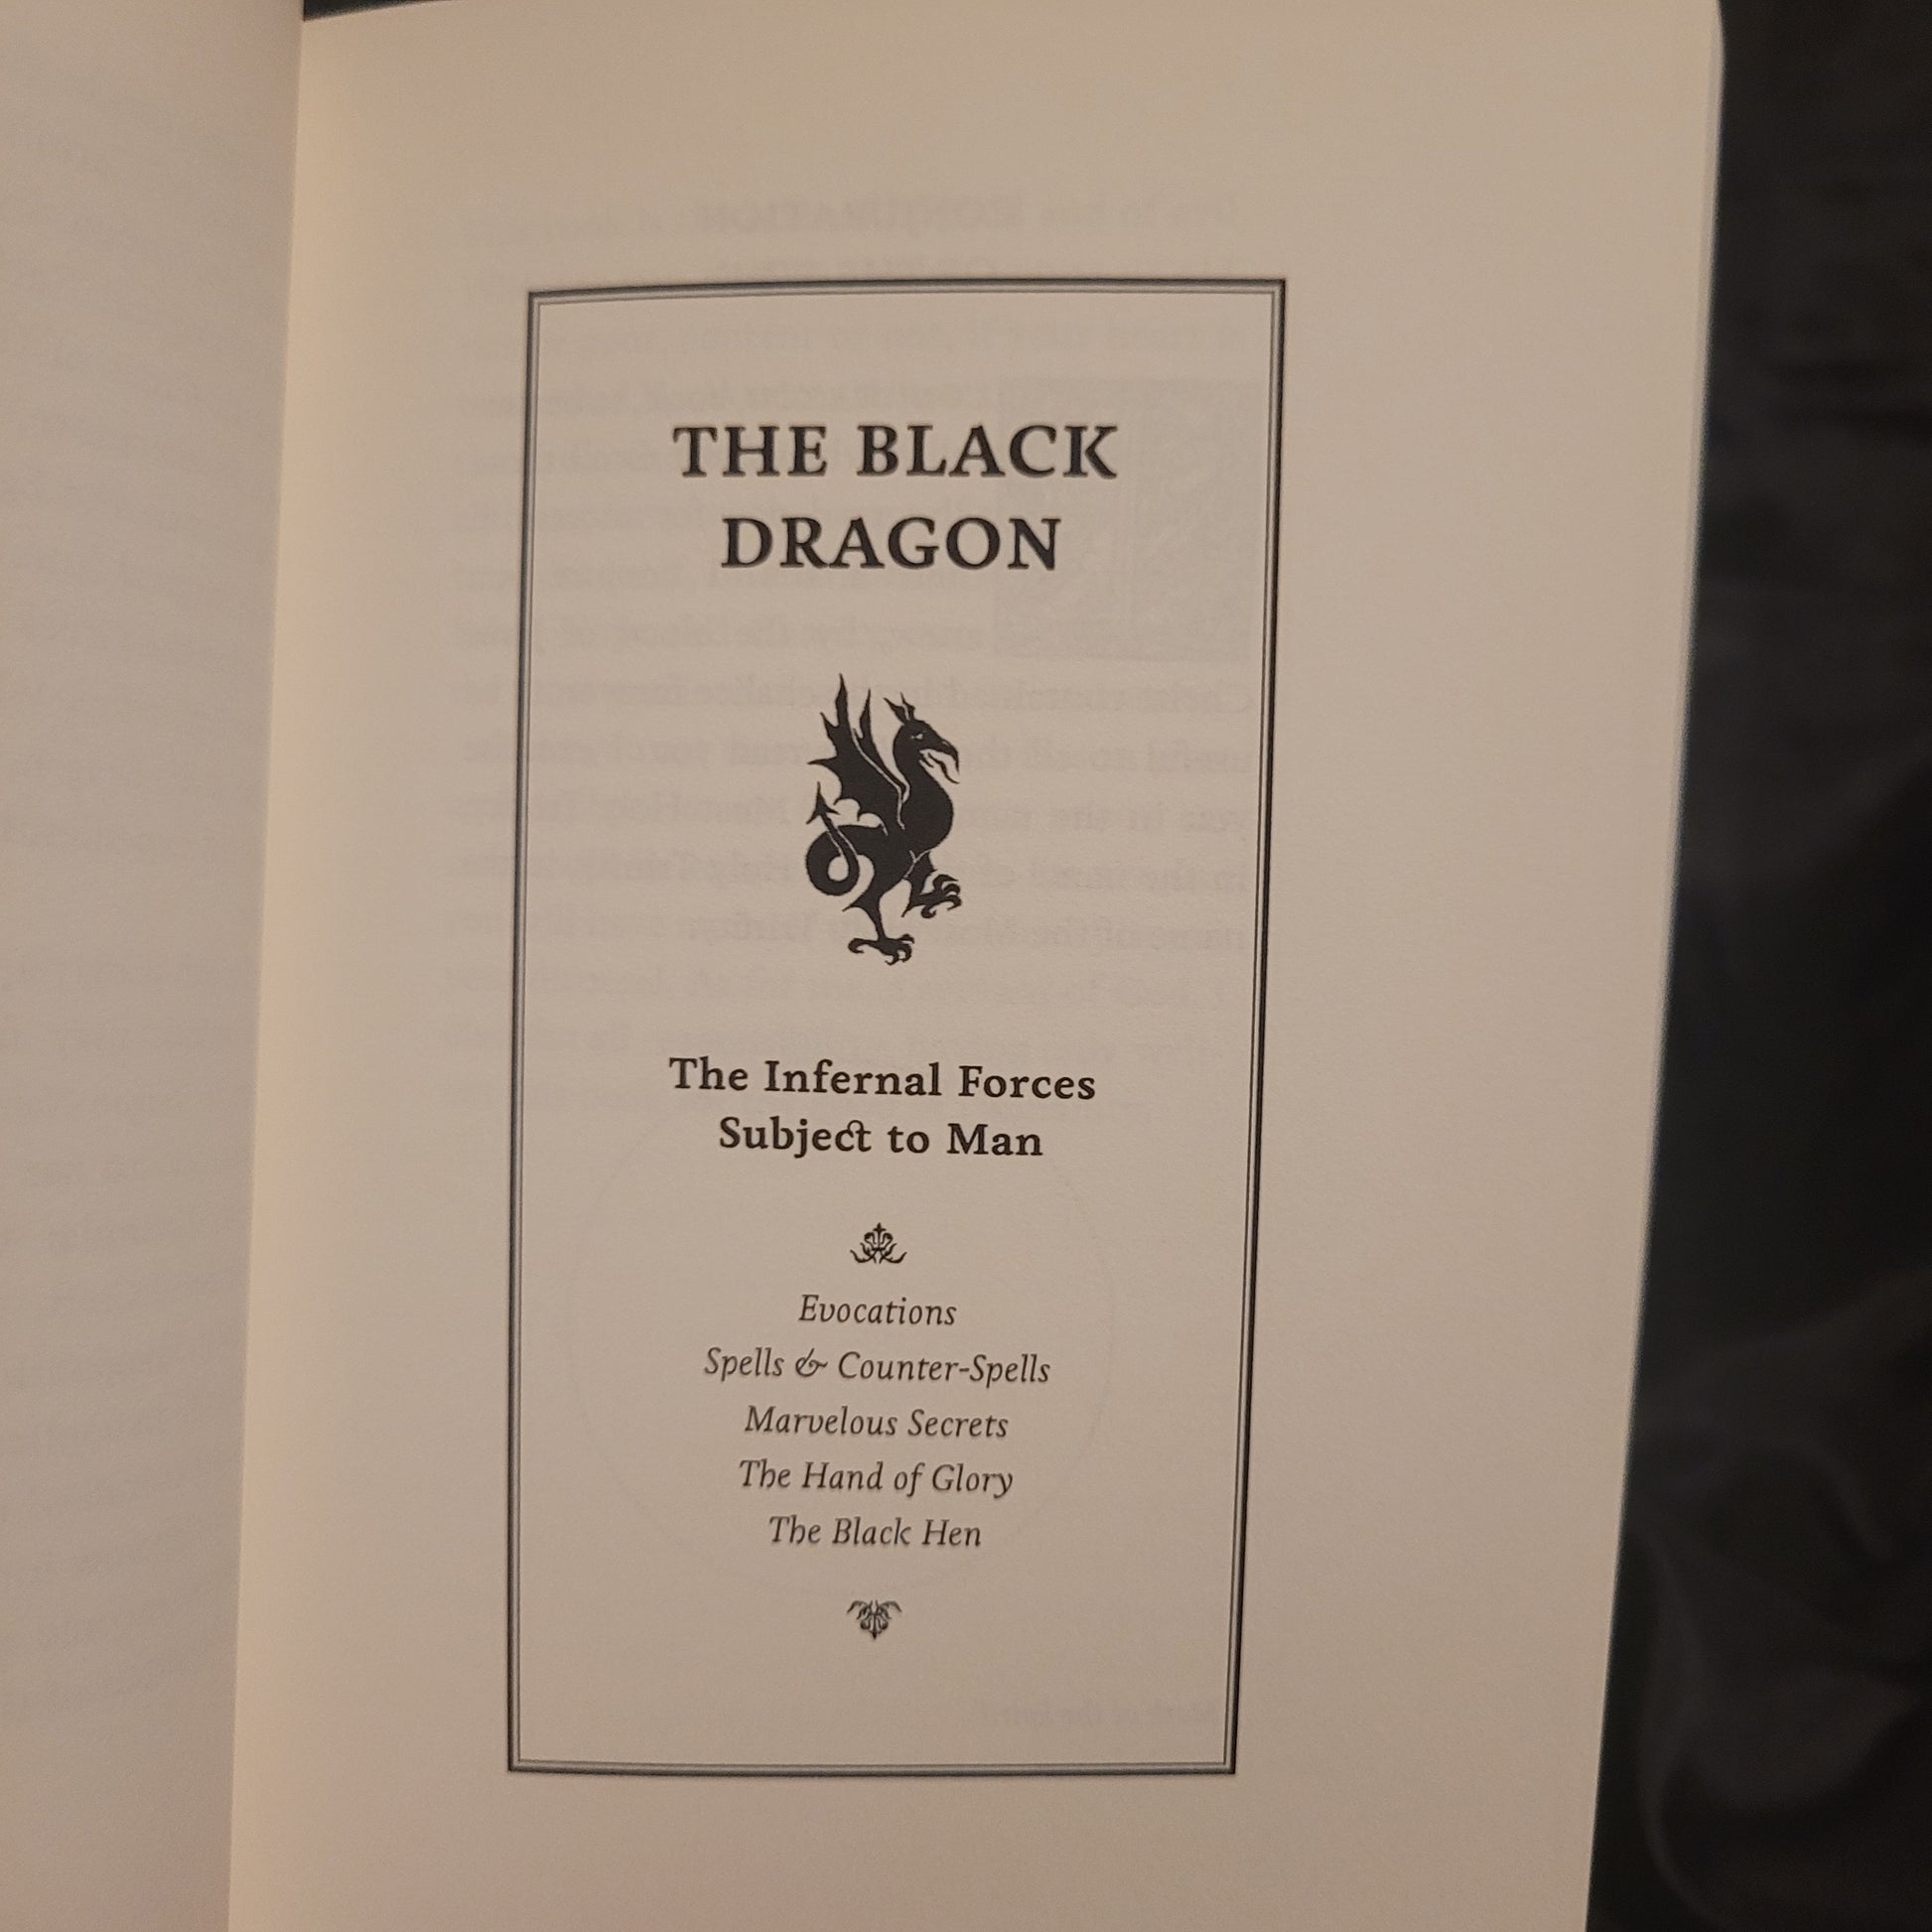 THE BLACK
DRAGON
The Infernal Forces
Subject to Man
Evocations
Spells & Counter-Spells
Marvelous Secrets
The Hand of Glory
The Black Hen